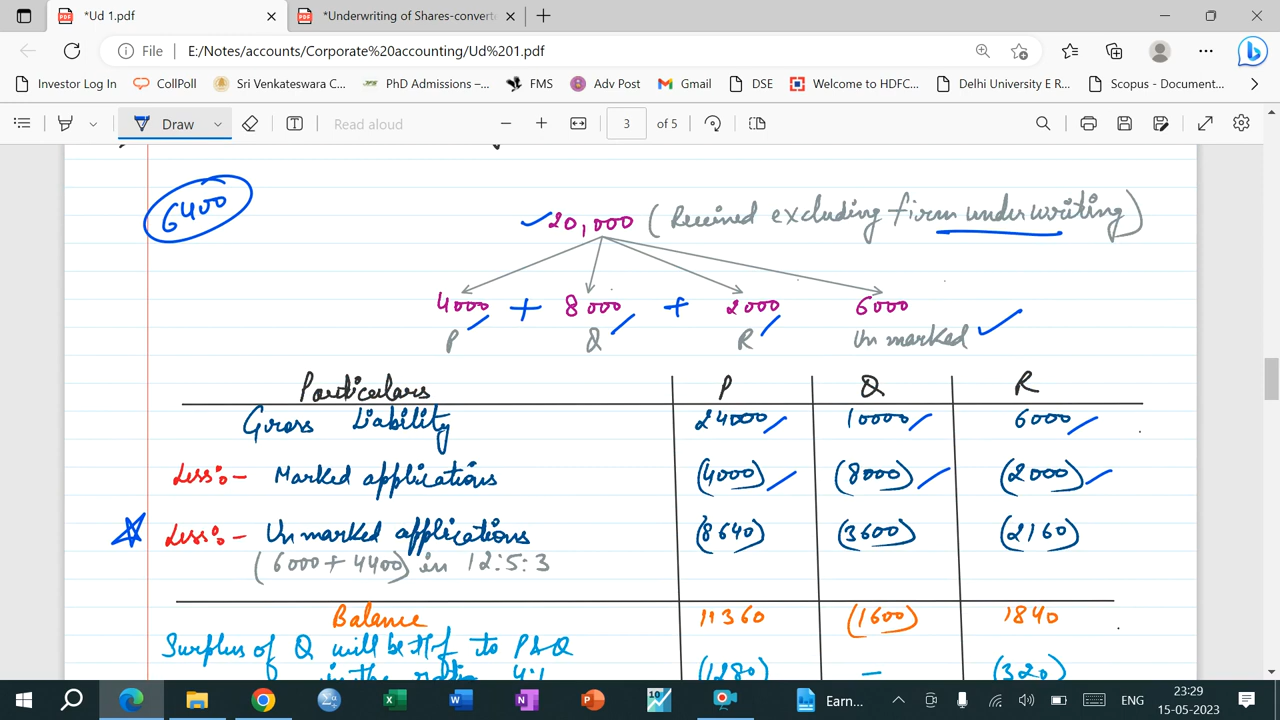 *Ud 1.pdf
*Underwriting of Shares-converte
File E:/Notes/accounts/Corporate%20accounting/Ud%201.pdf
Investor Log In CollPoll Sri Venkateswara C... PhD Admissions –... FMS Adv Post Gmail DSE Welcome to HDFC... Delhi University E R... Scopus - Document...
Draw Read aloud 3 of 5
6400
20,000 (Received excluding firm underwriting)
4000 + 8000 + 2000 6000
P Q R Unmarked
Particulars P Q R
Gross Liability 24000 10000 6000
Less:- Marked applications (4000) (8000) (2000)
Less:- Unmarked applications (8640) (3600) (2160)
(6000+4400) in 12:5:3
Balance 11360 (1600) 1840
Surplus of Q will be t/f to P&Q
in the ratio 4:1 (1280) – (320)
10
Earn... ENG 23:29
15-05-2023